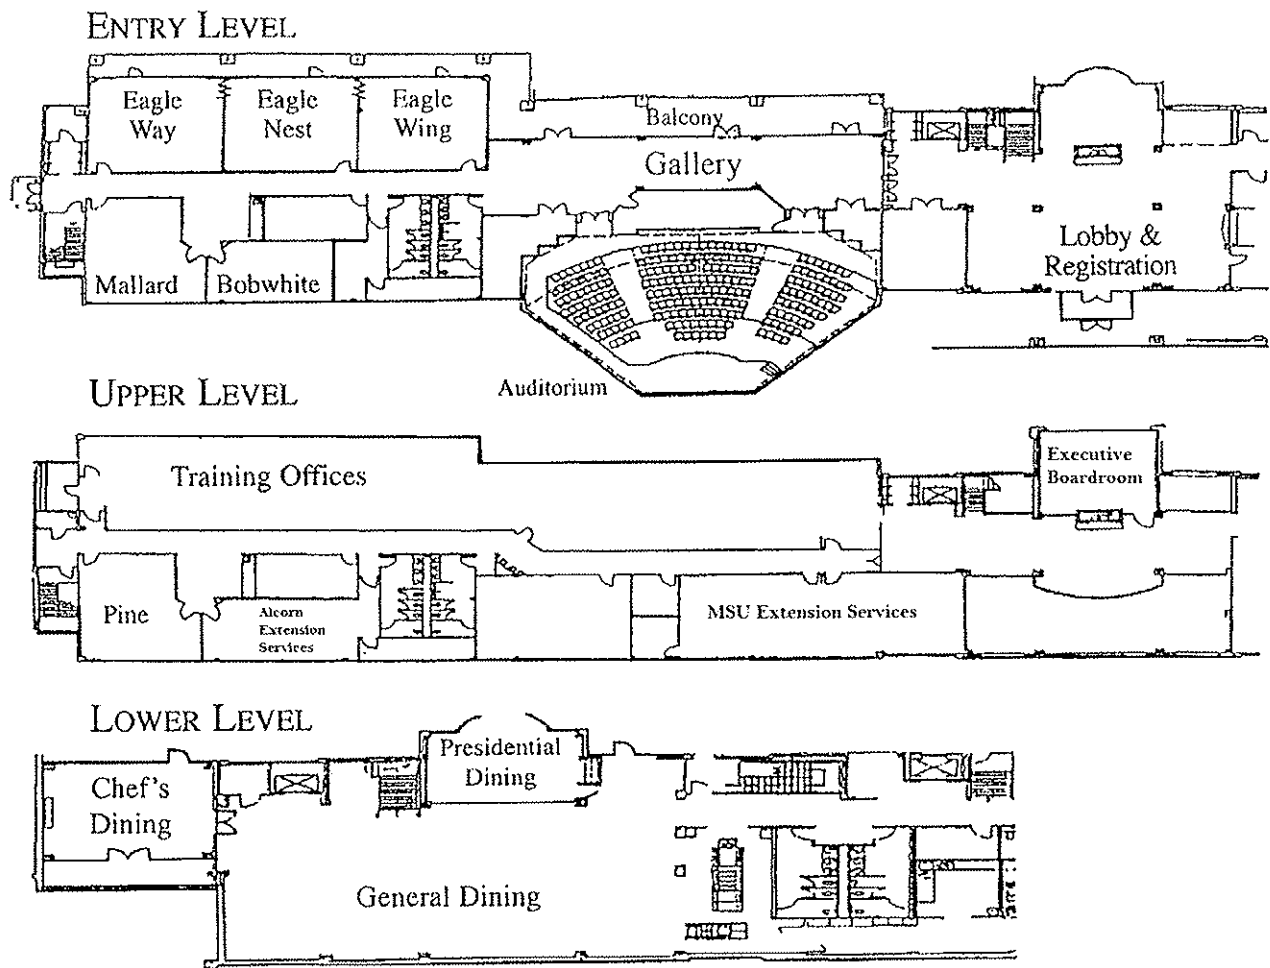 ENTRY LEVEL
Eagle
Way
Eagle
Nest
Eagle
Wing
Balcony
Gallery
Mallard
Bobwhite
Lobby &
Registration
Auditorium
UPPER LEVEL
Training Offices
Executive
Boardroom
Pine
Alcorn
Extension
Services
MSU Extension Services
LOWER LEVEL
Chef's
Dining
Presidential
Dining
General Dining